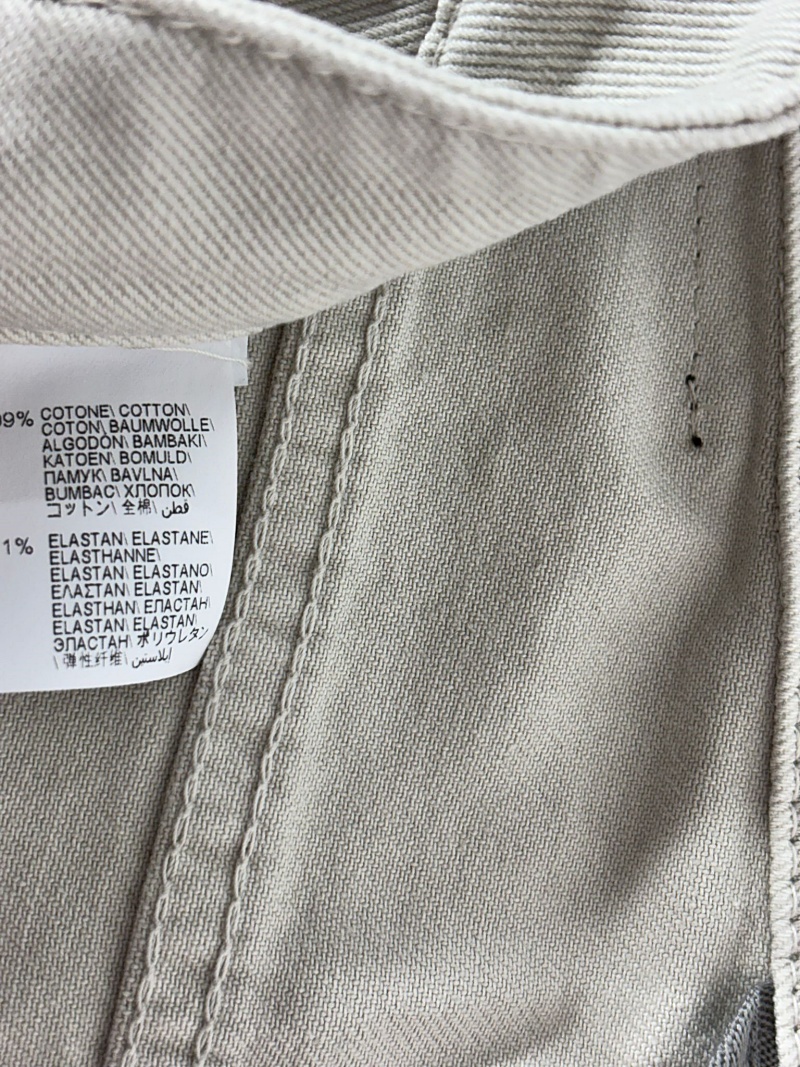 99% COTONE\ COTTON\
COTON\ BAUMWOLLE\
ALGODÓN\ BAMBAKI\
KATOEN\ BOMULD\
ПАМУК\ BAVLNA\
BUMBAC\ ХЛОПОК\
コットン\ 全棉\ قطن
1% ELASTAN\ ELASTANE\
ELASTHANNE\
ELASTAN\ ELASTANO\
ΕΛΑΣΤΑΝ\ ELASTAN\
ELASTHAN\ ЕЛАСТАН\
ELASTAN\ ELASTAN\
ЭЛАСТАН\ ポリウレタン
\ 弹性纤维\ إيلاستين